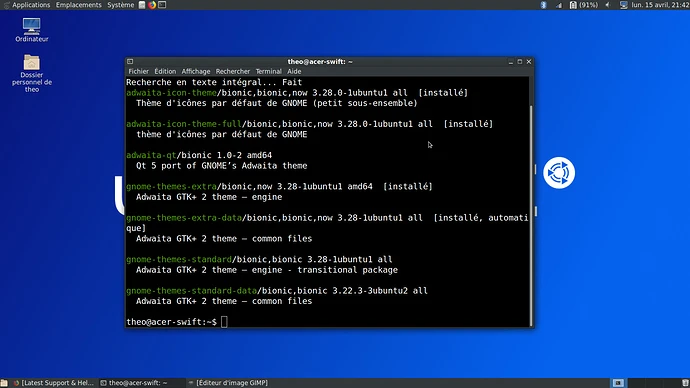 Applications Emplacements Système (91%) lun. 15 avril, 21:42
Ordinateur
Dossier
personnel de
theo
theo@acer-swift: ~
Fichier Édition Affichage Rechercher Terminal Aide
Recherche en texte intégral... Fait
adwaita-icon-theme/bionic,bionic,now 3.28.0-1ubuntu1 all [installé]
Thème d'icônes par défaut de GNOME (petit sous-ensemble)
adwaita-icon-theme-full/bionic,bionic,now 3.28.0-1ubuntu1 all [installé]
thème d'icônes par défaut de GNOME
adwaita-qt/bionic 1.0-2 amd64
Qt 5 port of GNOME’s Adwaita theme
gnome-themes-extra/bionic,now 3.28-1ubuntu1 amd64 [installé]
Adwaita GTK+ 2 theme — engine
gnome-themes-extra-data/bionic,bionic,now 3.28-1ubuntu1 all [installé, automati
que]
Adwaita GTK+ 2 theme — common files
gnome-themes-standard/bionic,bionic 3.28-1ubuntu1 all
Adwaita GTK+ 2 theme — engine - transitional package
gnome-themes-standard-data/bionic,bionic 3.22.3-3ubuntu2 all
Adwaita GTK+ 2 theme — common files
theo@acer-swift:~$
[Latest Support & Hel... theo@acer-swift: ~ [Éditeur d'image GIMP]